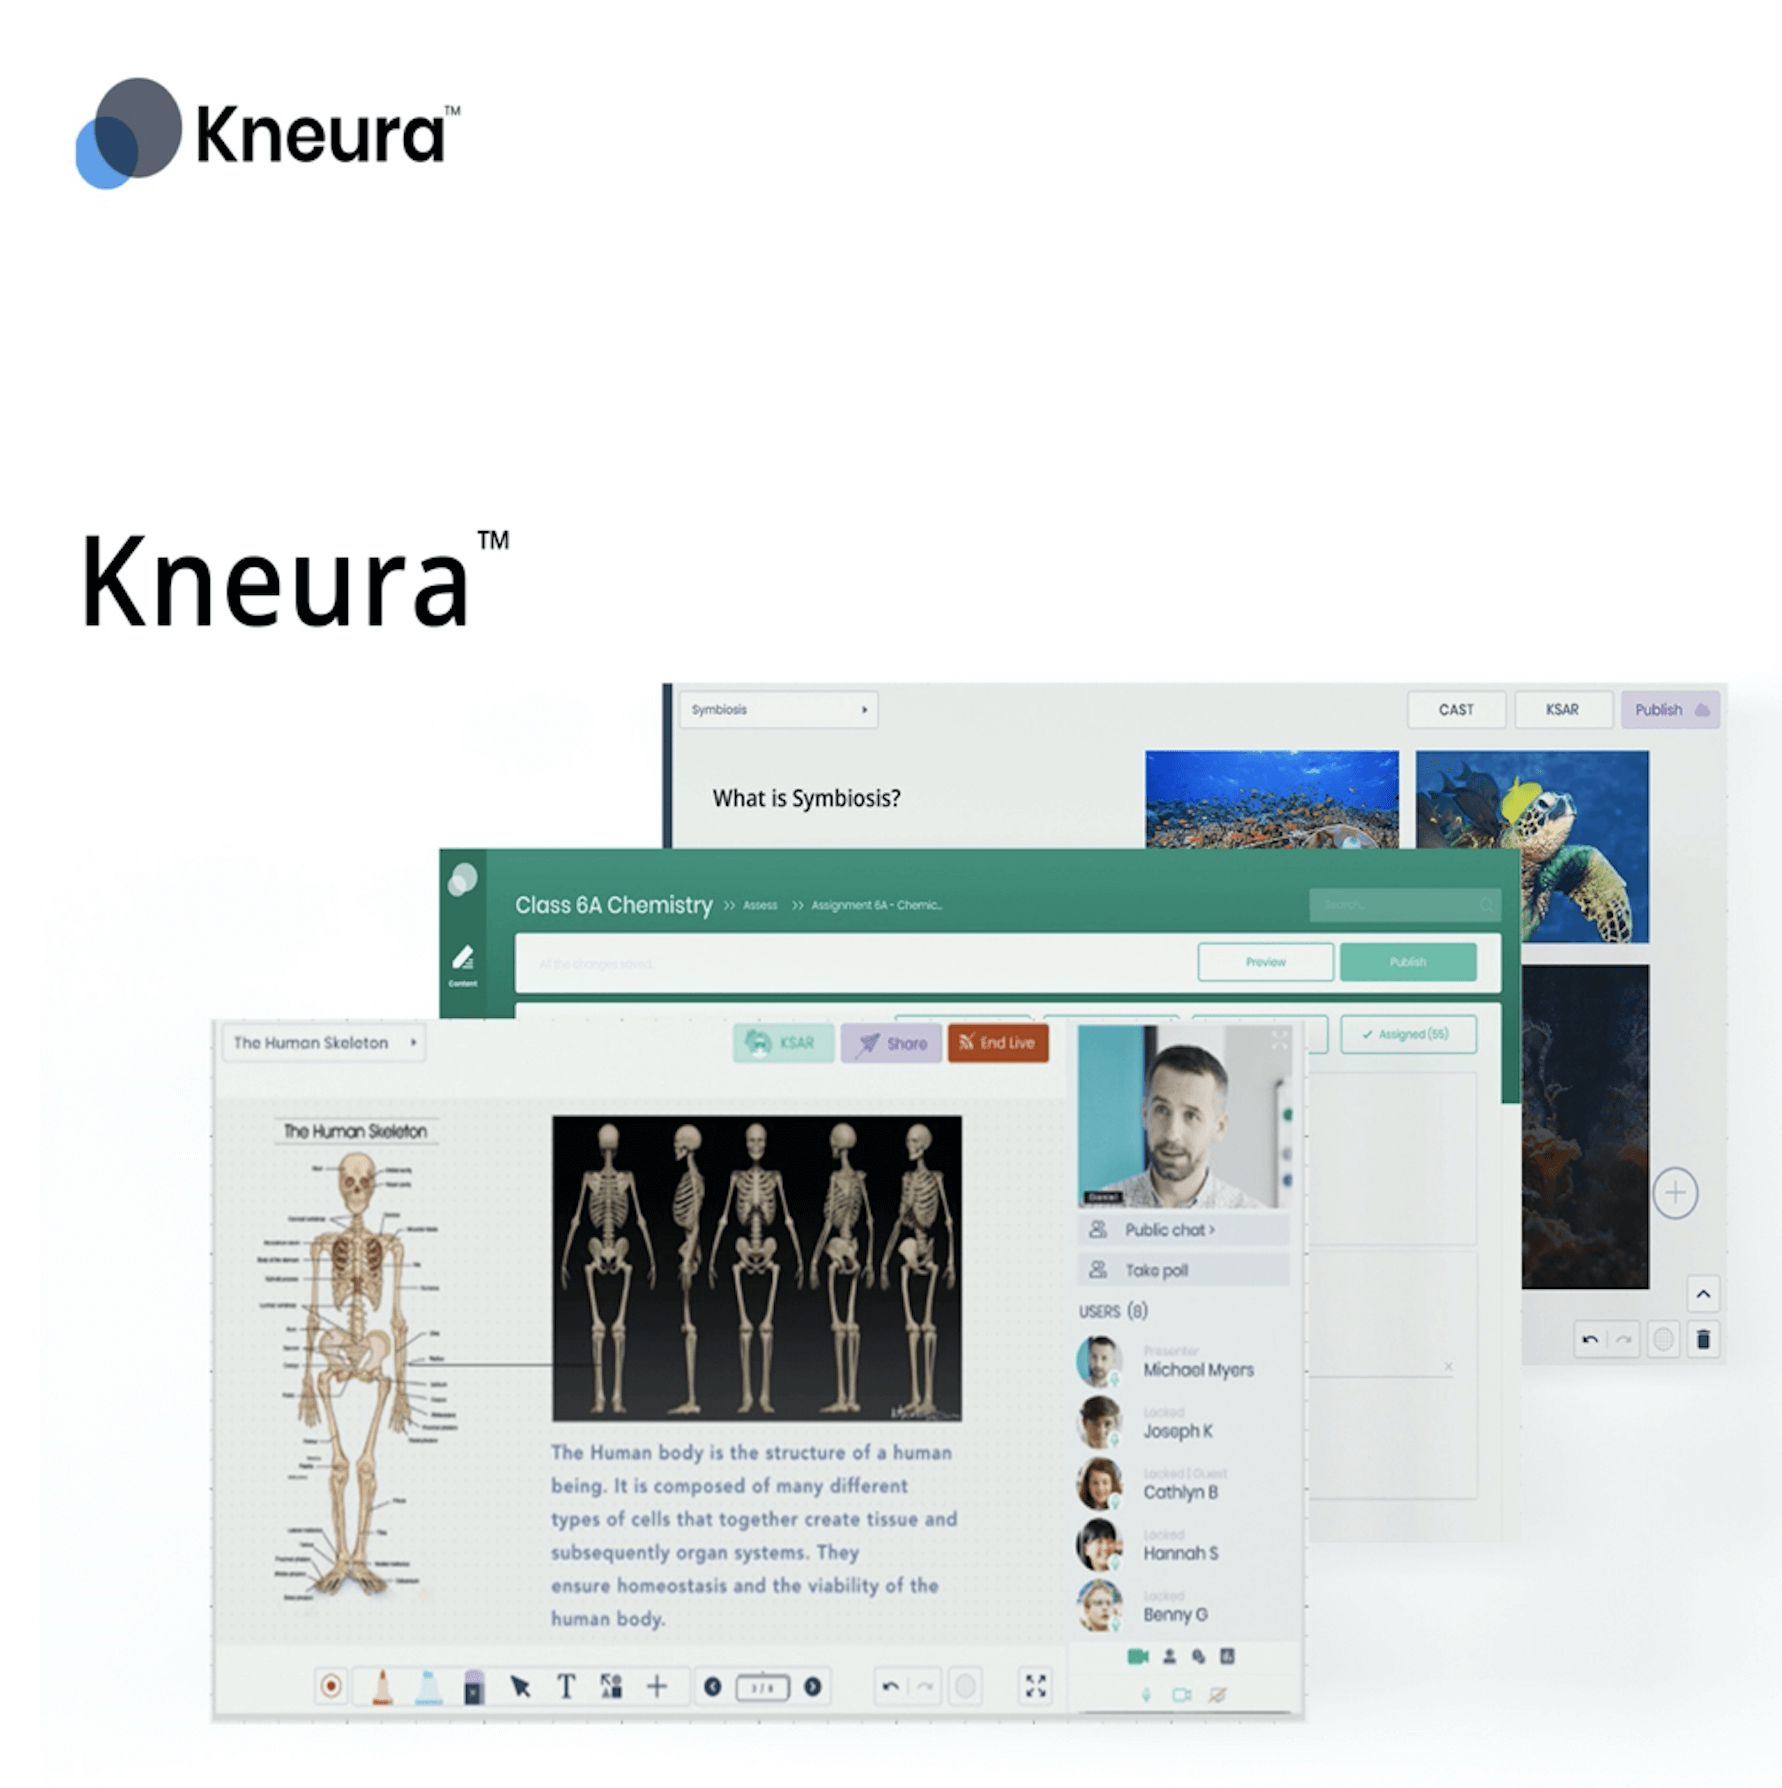 Kneura™
Kneura™
Symbiosis
CAST
KSAR
Publish
What is Symbiosis?
Class 6A Chemistry >> Assess >> Assignment 6A - Chemic...
Search...
Content
All the changes saved.
Preview
Publish
Assigned (55)
The Human Skeleton
KSAR
Share
End Live
The Human Skeleton
The Human body is the structure of a human
being. It is composed of many different
types of cells that together create tissue and
subsequently organ systems. They
ensure homeostasis and the viability of the
human body.
Daniel
Public chat >
Take poll
USERS (8)
Presenter
Michael Myers
Locked
Joseph K
Locked | Guest
Cathlyn B
Locked
Hannah S
Locked
Benny G
T